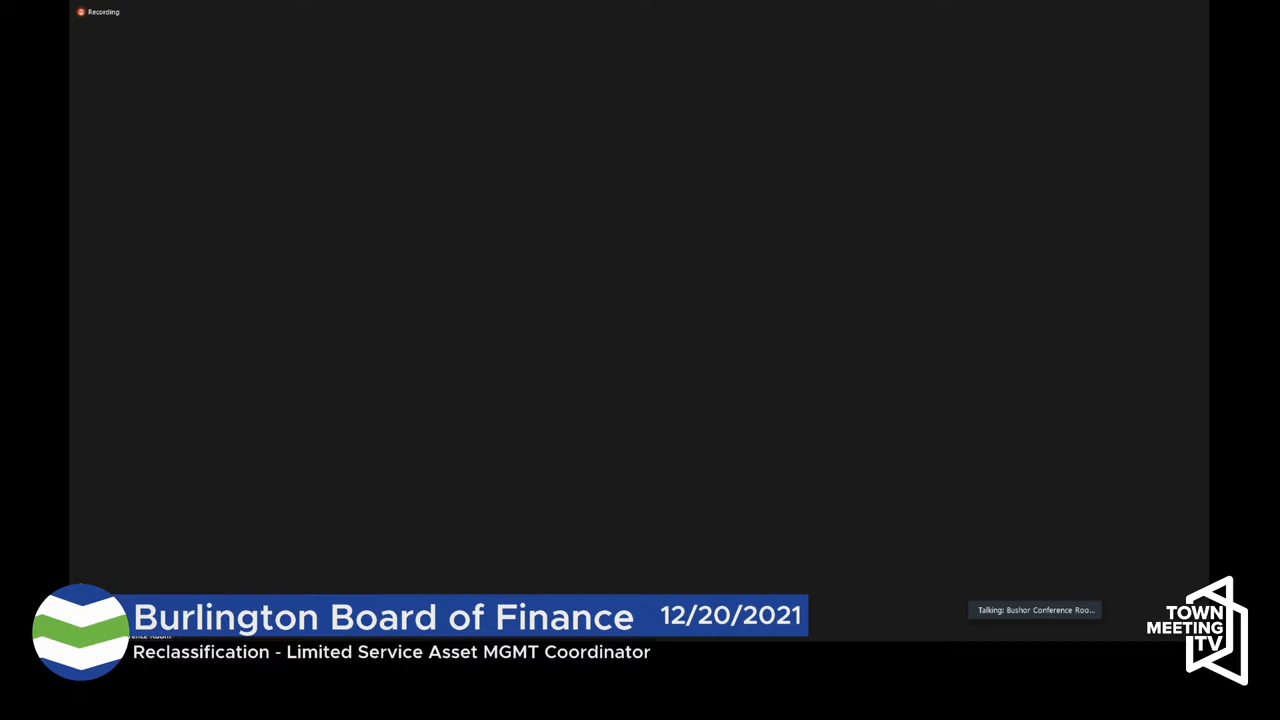 Recording
Talking: Bushor Conference Roo...
Burlington Board of Finance 12/20/2021
Reclassification - Limited Service Asset MGMT Coordinator
TOWN
MEETING
TV